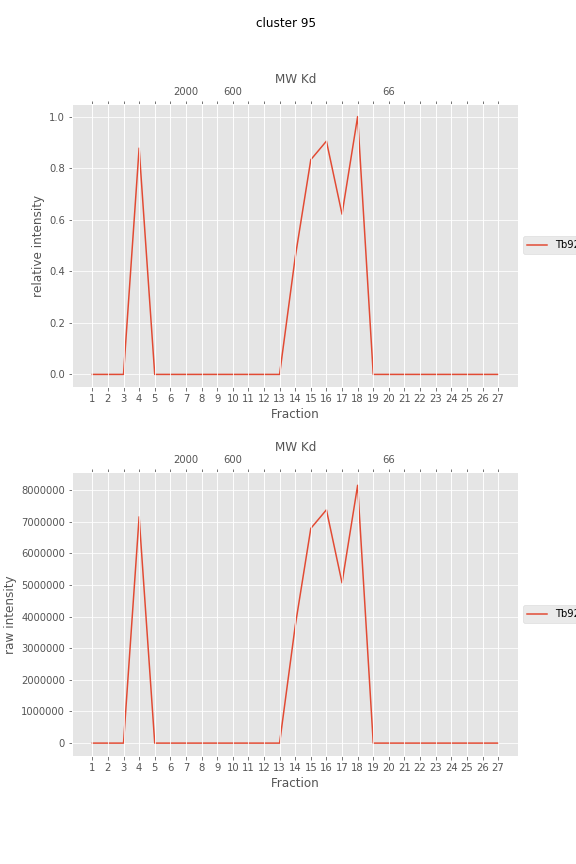 cluster 95
MW Kd
2000 600 66
1.0
0.8
0.6
0.4
0.2
0.0
relative intensity
1 2 3 4 5 6 7 8 9 10 11 12 13 14 15 16 17 18 19 20 21 22 23 24 25 26 27
Fraction
Tb92
MW Kd
2000 600 66
8000000
7000000
6000000
5000000
4000000
3000000
2000000
1000000
0
raw intensity
1 2 3 4 5 6 7 8 9 10 11 12 13 14 15 16 17 18 19 20 21 22 23 24 25 26 27
Fraction
Tb92